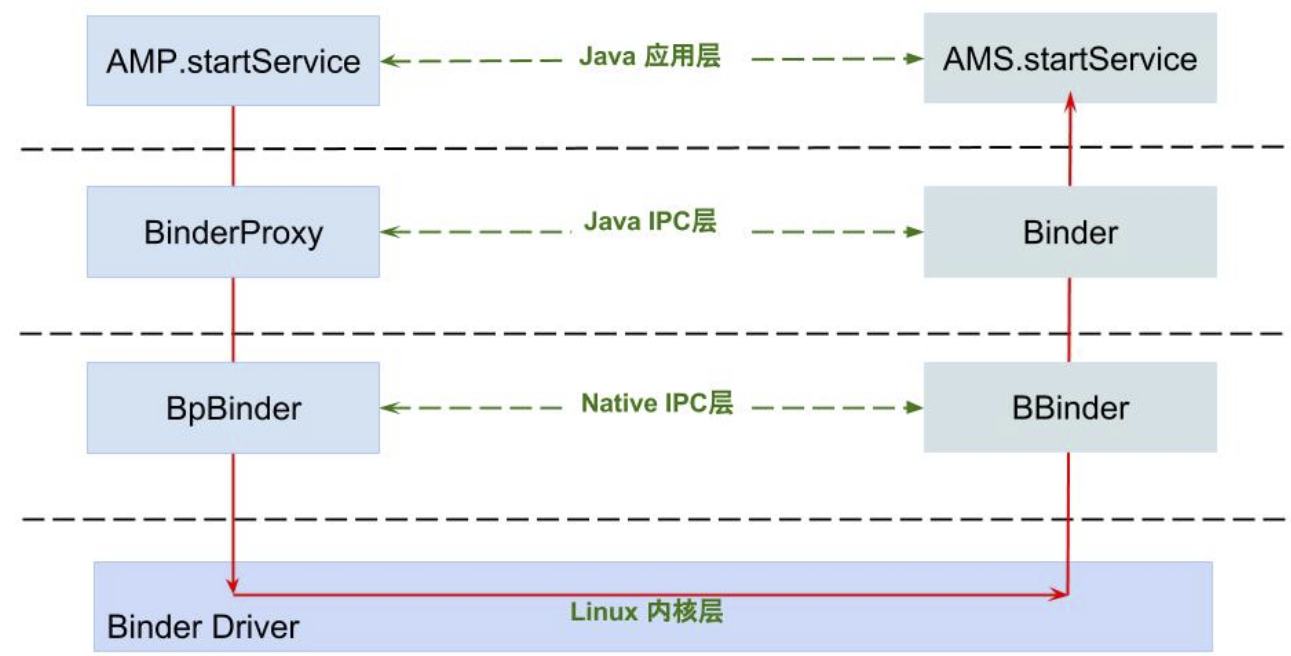 AMP.startService
Java 应用层
AMS.startService
BinderProxy
Java IPC层
Binder
BpBinder
Native IPC层
BBinder
Linux 内核层
Binder Driver